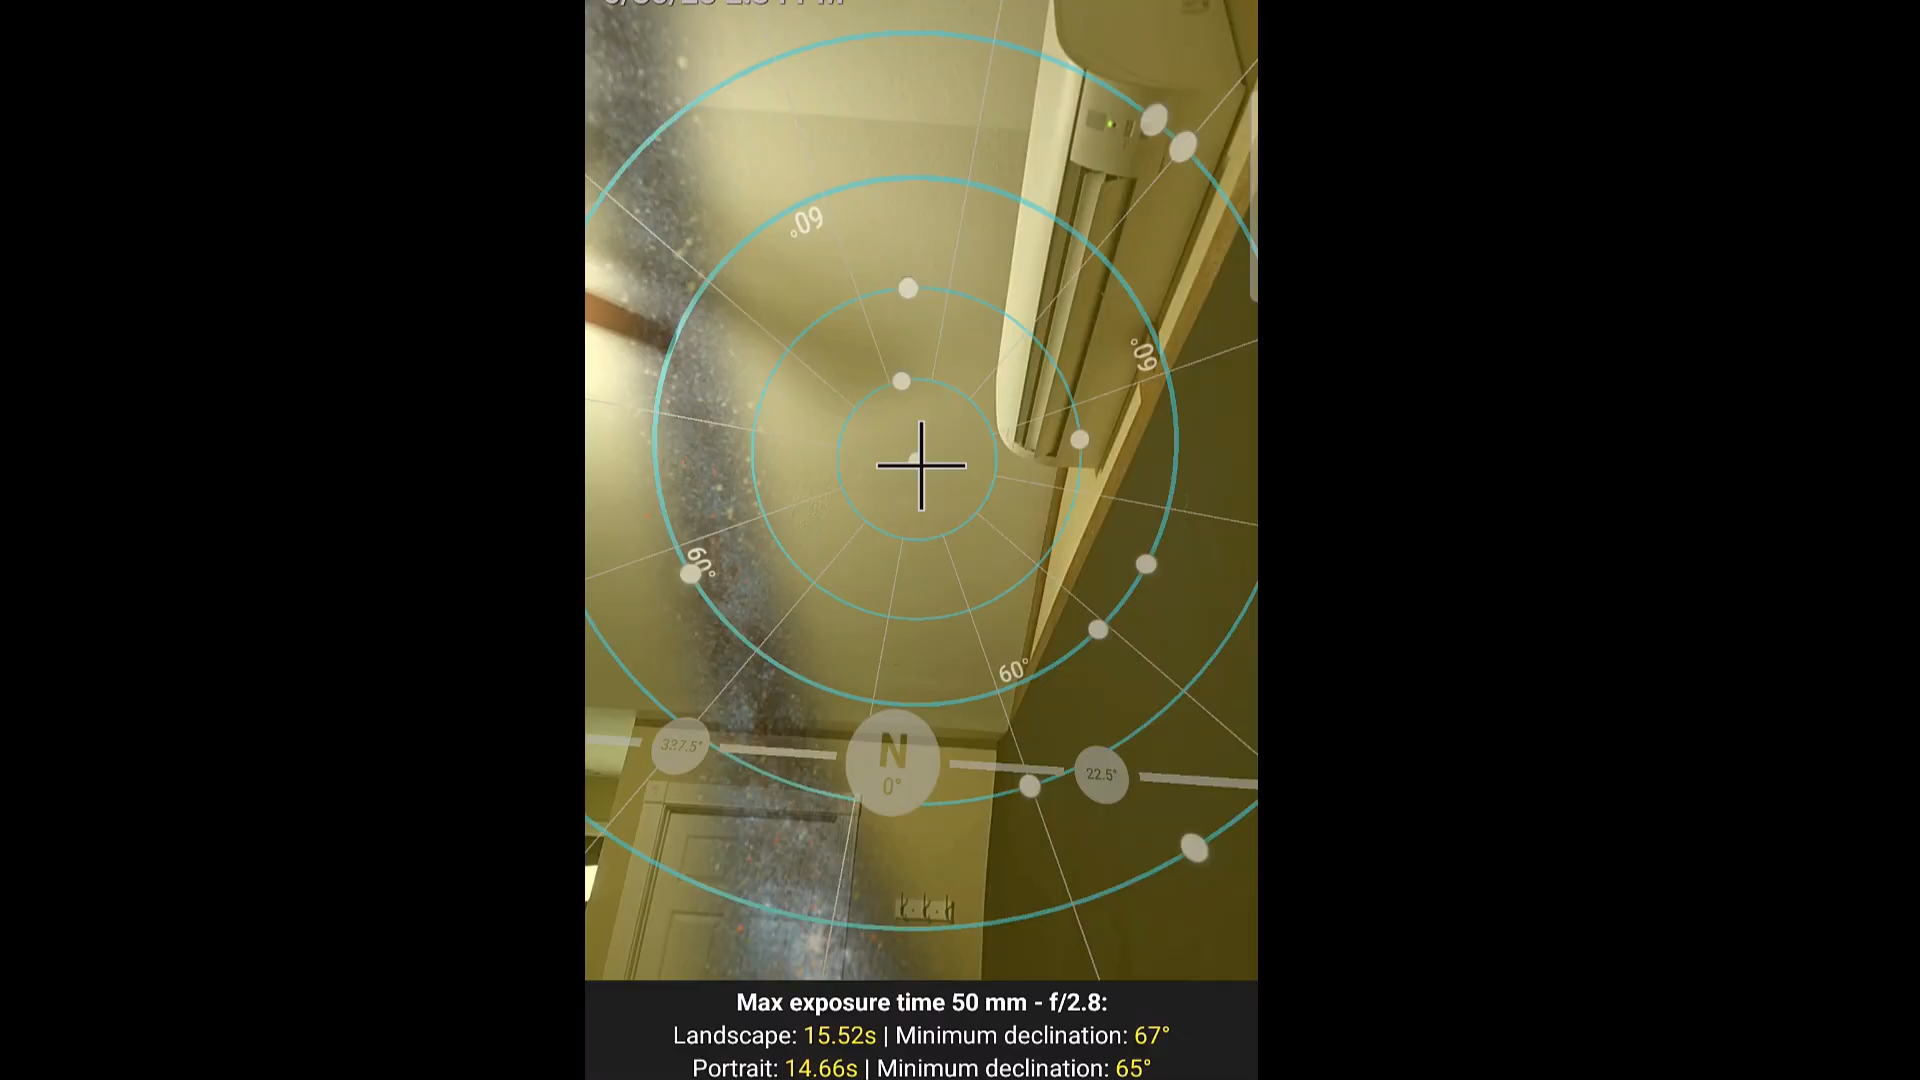 60°
60°
60°
60°
337.5°
N
0°
22.5°
Max exposure time 50 mm - f/2.8:
Landscape: 15.52s | Minimum declination: 67°
Portrait: 14.66s | Minimum declination: 65°